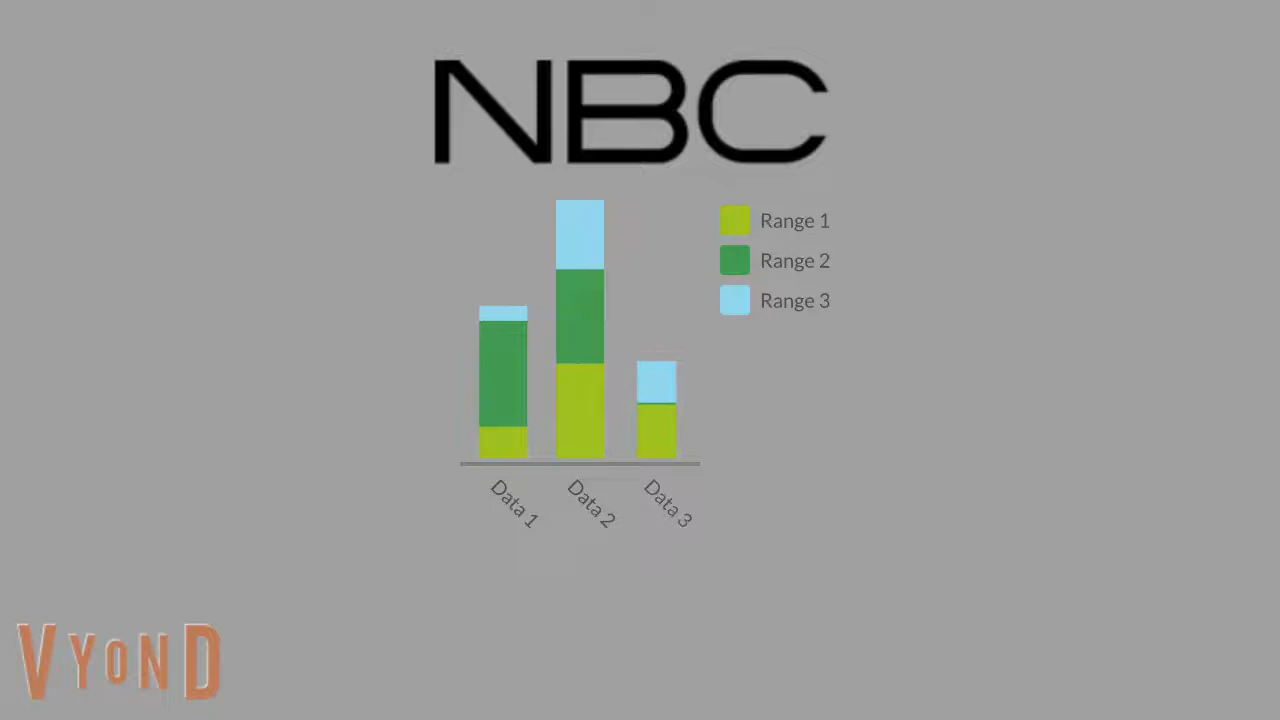 NBC
Range 1
Range 2
Range 3
Data 1
Data 2
Data 3
VYOND